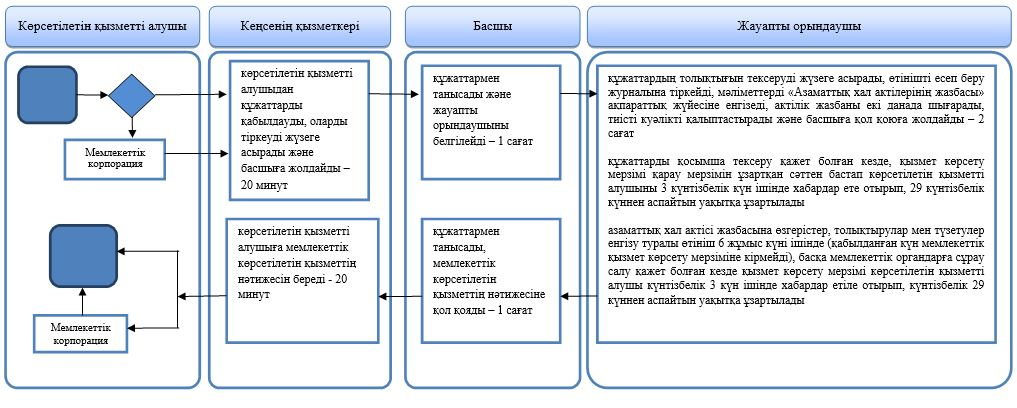 Көрсетілетін қызметті алушы
Кеңсенің қызметкері
Басшы
Жауапты орындаушы
Мемлекеттік
корпорация
көрсетілетін қызметті
алушыдан
құжаттарды
қабылдауды, оларды
тіркеуді жүзеге
асырады және
басшыға жолдайды –
20 минут
құжаттармен
танысады және
жауапты
орындаушыны
белгілейді – 1 сағат
құжаттардың толықтығын тексеруді жүзеге асырады, өтінішті есеп беру
журналына тіркейді, мәліметтерді «Азаматтық хал актілерінің жазбасы»
ақпараттық жүйесіне енгізеді, актілік жазбаны екі данада шығарады,
тиісті куәлікті қалыптастырады және басшыға қол қоюға жолдайды – 2
сағат
құжаттарды қосымша тексеру қажет болған кезде, қызмет көрсету
мерзімі қарау мерзімін ұзартқан сәттен бастап көрсетілетін қызметті
алушыны 3 күнтізбелік күн ішінде хабардар ете отырып, 29 күнтізбелік
күннен аспайтын уақытқа ұзартылады
азаматтық хал актісі жазбасына өзгерістер, толықтырулар мен түзетулер
енгізу туралы өтініш 6 жұмыс күні ішінде (қабылданған күн мемлекеттік
қызмет көрсету мерзіміне кірмейді), басқа мемлекеттік органдарға сұрау
салу қажет болған кезде қызмет көрсету мерзімі көрсетілетін қызметті
алушы күнтізбелік 3 күн ішінде хабардар етіле отырып, күнтізбелік 29
күннен аспайтын уақытқа ұзартылады
көрсетілетін қызметті
алушыға мемлекеттік
көрсетілетін қызметтің
нәтижесін береді - 20
минут
құжаттармен
танысады,
мемлекеттік
көрсетілетін
қызметтің нәтижесіне
қол қояды – 1 сағат
Мемлекеттік
корпорация